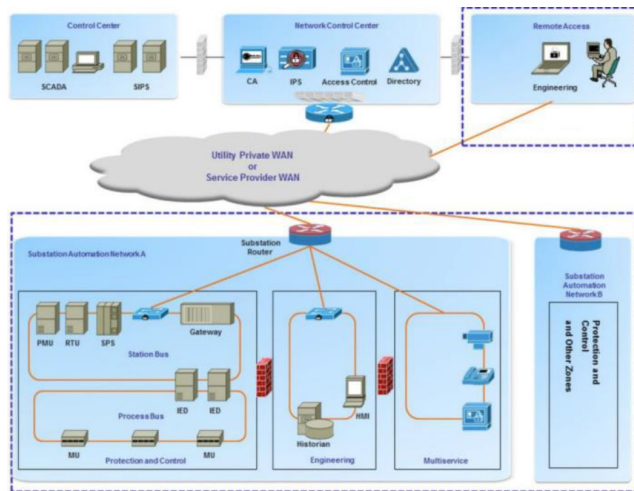 Control Center
SCADA
SIPS
Network Control Center
CA
IPS
Access Control
Directory
Remote Access
Engineering
Utility Private WAN
or
Service Provider WAN
Substation Automation Network A
Substation
Router
PMU
RTU
SPS
Gateway
Station Bus
IED
IED
Process Bus
MU
MU
Protection and Control
HMI
Historian
Engineering
Multiservice
Substation
Automation
Network B
Protection and
Control
and Other Zones